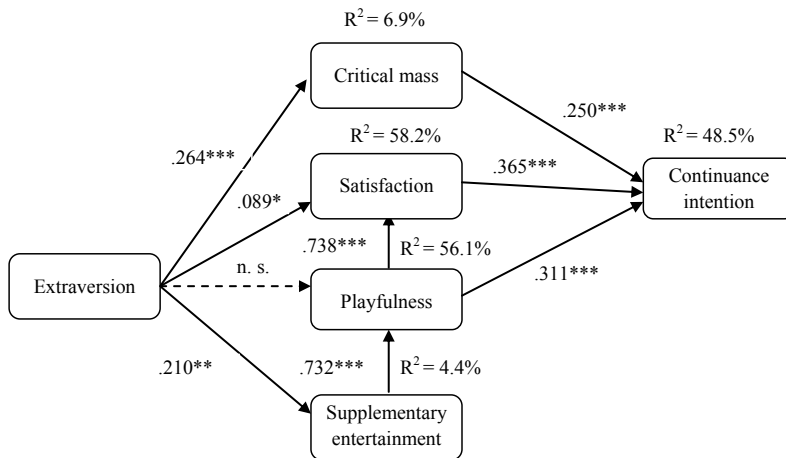 R² = 6.9%
Critical mass
.250***
R² = 58.2%
R² = 48.5%
.264***
.365***
Satisfaction
Continuance
intention
.089*
.738***
R² = 56.1%
n. s.
.311***
Extraversion
Playfulness
.210**
.732***
R² = 4.4%
Supplementary
entertainment